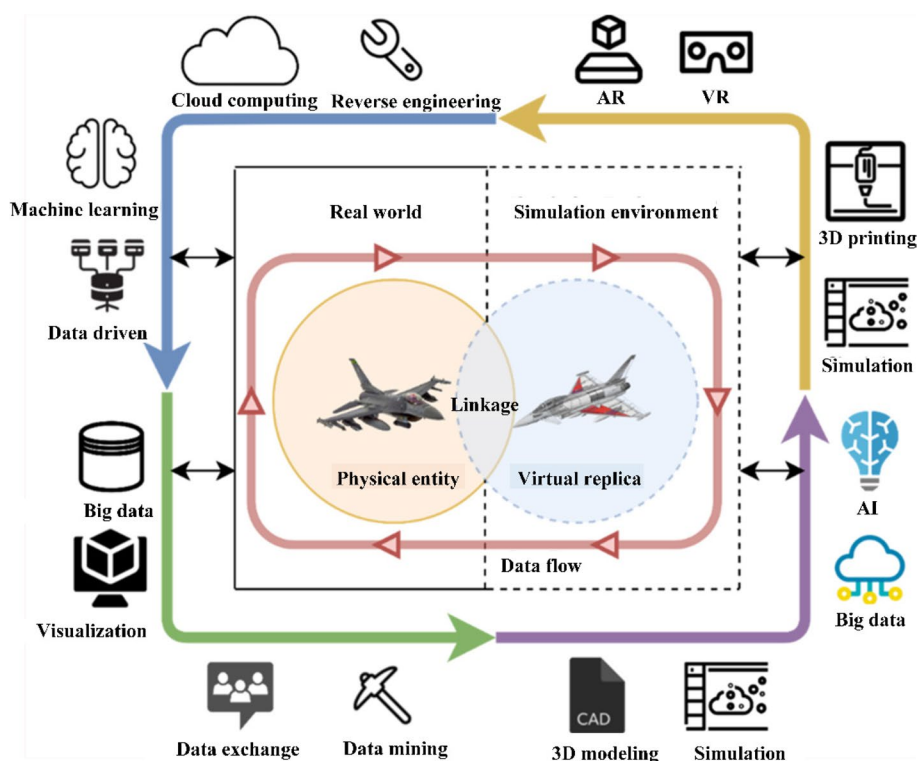 Cloud computing
Reverse engineering
AR
VR
Machine learning
Real world
Simulation environment
3D printing
Data driven
Simulation
Linkage
Physical entity
Virtual replica
Big data
AI
Data flow
Visualization
Big data
Data exchange
Data mining
CAD
3D modeling
Simulation